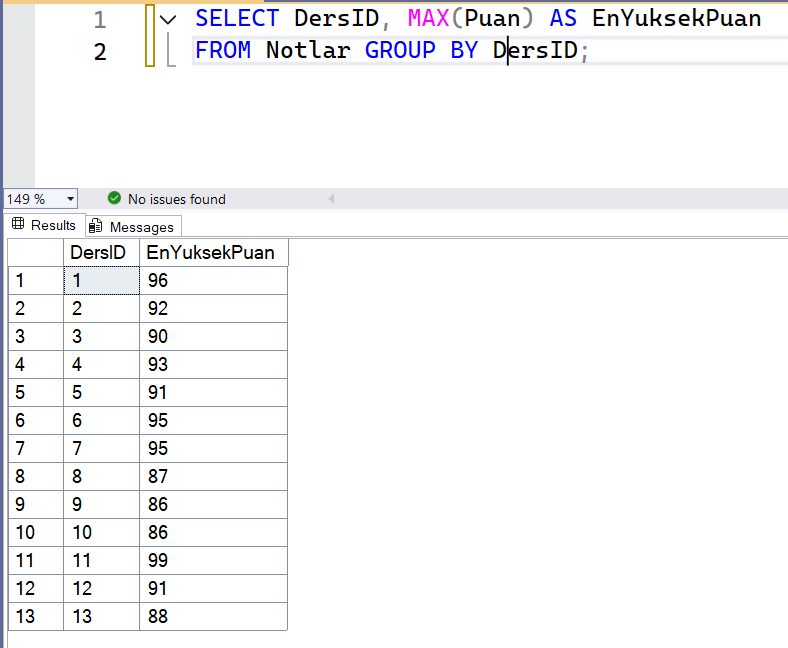 1 SELECT DersID, MAX(Puan) AS EnYuksekPuan
2 FROM Notlar GROUP BY DersID;
149 % No issues found
Results Messages
DersID EnYuksekPuan
1 1 96
2 2 92
3 3 90
4 4 93
5 5 91
6 6 95
7 7 95
8 8 87
9 9 86
10 10 86
11 11 99
12 12 91
13 13 88